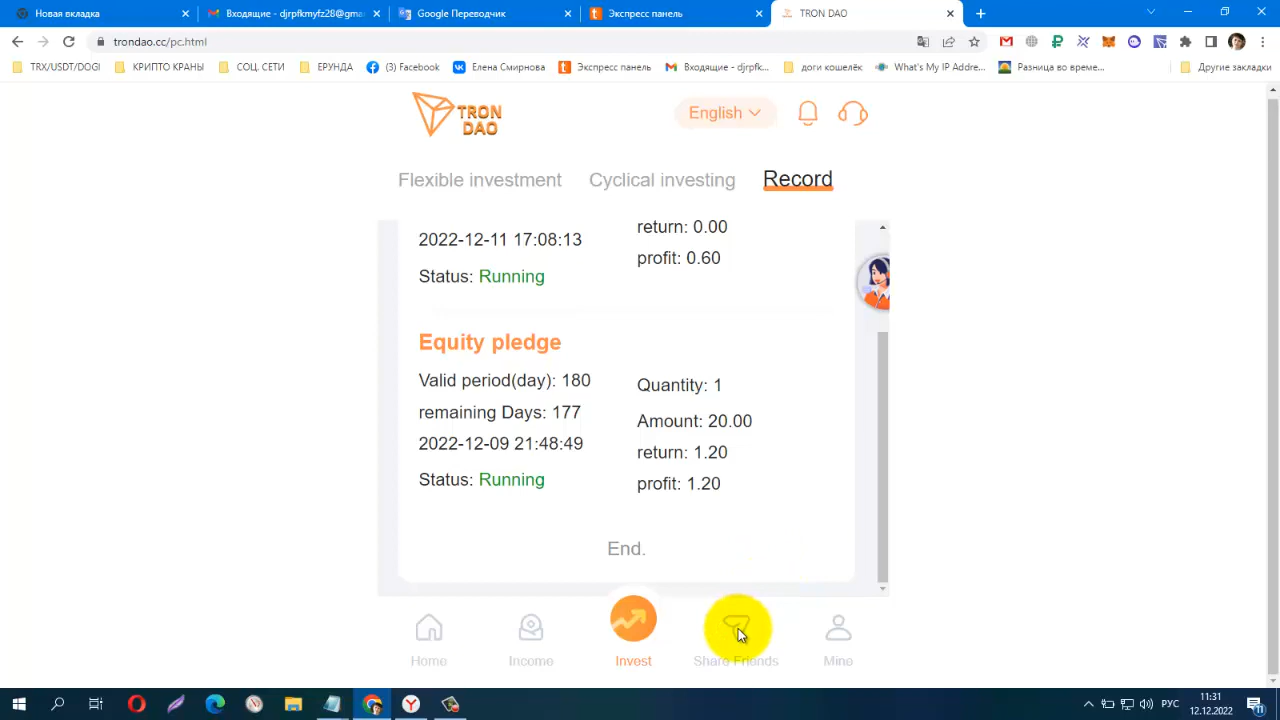 Новая вкладка
Входящие - djrpfkmyfz28@gma
Google Переводчик
Экспресс панель
TRON DAO
trondao.cc/pc.html
TRX/USDT/DOGI
КРИПТО КРАНЫ
СОЦ. СЕТИ
ЕРУНДА
(3) Facebook
Елена Смирнова
Экспресс панель
Входящие - djrpfk...
доги кошелёк
What's My IP Addre...
Разница во време...
Другие закладки
TRON
DAO
English
Flexible investment
Cyclical investing
Record
return: 0.00
2022-12-11 17:08:13
profit: 0.60
Status: Running
Equity pledge
Valid period(day): 180
Quantity: 1
remaining Days: 177
Amount: 20.00
2022-12-09 21:48:49
return: 1.20
Status: Running
profit: 1.20
End.
Home
Income
Invest
Share Friends
Mine
РУС
11:31
12.12.2022
11